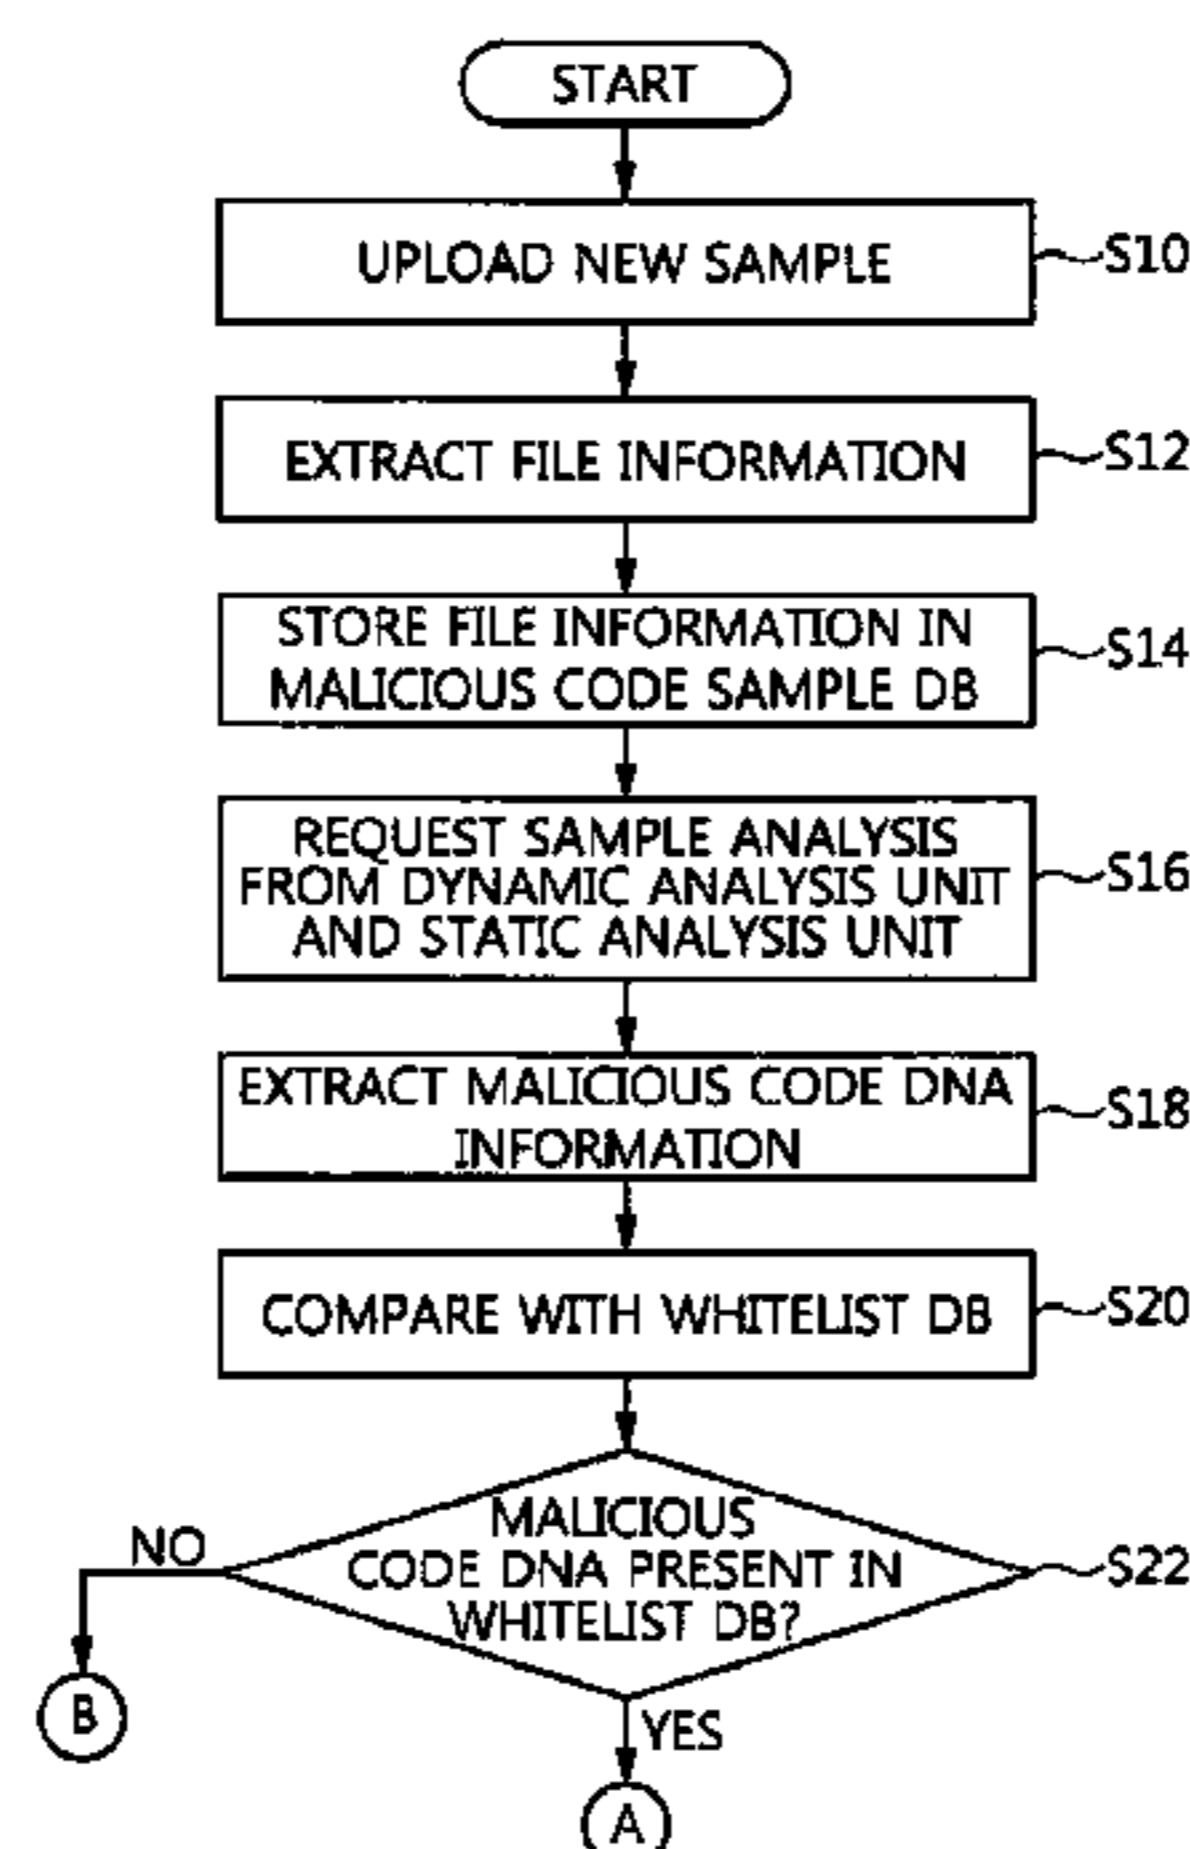 START
UPLOAD NEW SAMPLE
S10
EXTRACT FILE INFORMATION
S12
STORE FILE INFORMATION IN
MALICIOUS CODE SAMPLE DB
S14
REQUEST SAMPLE ANALYSIS
FROM DYNAMIC ANALYSIS UNIT
AND STATIC ANALYSIS UNIT
S16
EXTRACT MALICIOUS CODE DNA
INFORMATION
S18
COMPARE WITH WHITELIST DB
S20
MALICIOUS
CODE DNA PRESENT IN
WHITELIST DB?
S22
NO
B
YES
A